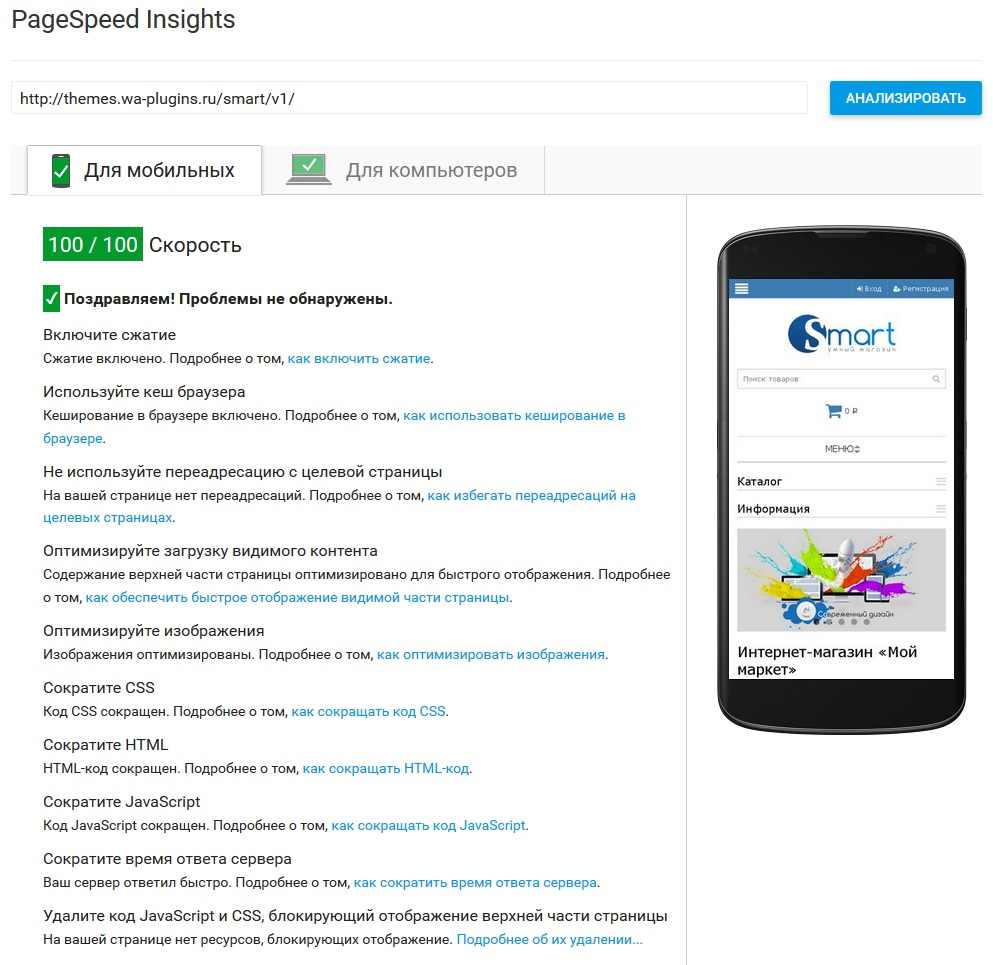 PageSpeed Insights
http://themes.wa-plugins.ru/smart/v1/
АНАЛИЗИРОВАТЬ
Для мобильных
Для компьютеров
100 / 100 Скорость
Поздравляем! Проблемы не обнаружены.
Включите сжатие
Сжатие включено. Подробнее о том, как включить сжатие.
Используйте кеш браузера
Кеширование в браузере включено. Подробнее о том, как использовать кеширование в
браузере.
Не используйте переадресацию с целевой страницы
На вашей странице нет переадресаций. Подробнее о том, как избегать переадресаций на
целевых страницах.
Оптимизируйте загрузку видимого контента
Содержание верхней части страницы оптимизировано для быстрого отображения. Подробнее
о том, как обеспечить быстрое отображение видимой части страницы.
Оптимизируйте изображения
Изображения оптимизированы. Подробнее о том, как оптимизировать изображения.
Сократите CSS
Код CSS сокращен. Подробнее о том, как сокращать код CSS.
Сократите HTML
HTML-код сокращен. Подробнее о том, как сокращать HTML-код.
Сократите JavaScript
Код JavaScript сокращен. Подробнее о том, как сокращать код JavaScript.
Сократите время ответа сервера
Ваш сервер ответил быстро. Подробнее о том, как сократить время ответа сервера.
Удалите код JavaScript и CSS, блокирующий отображение верхней части страницы
На вашей странице нет ресурсов, блокирующих отображение. Подробнее об их удалении...
Вход Регистрация
Smart
умный магазин
Поиск товаров
0 ₽
МЕНЮ
Каталог
Информация
Современный дизайн
Интернет-магазин «Мой
маркет»